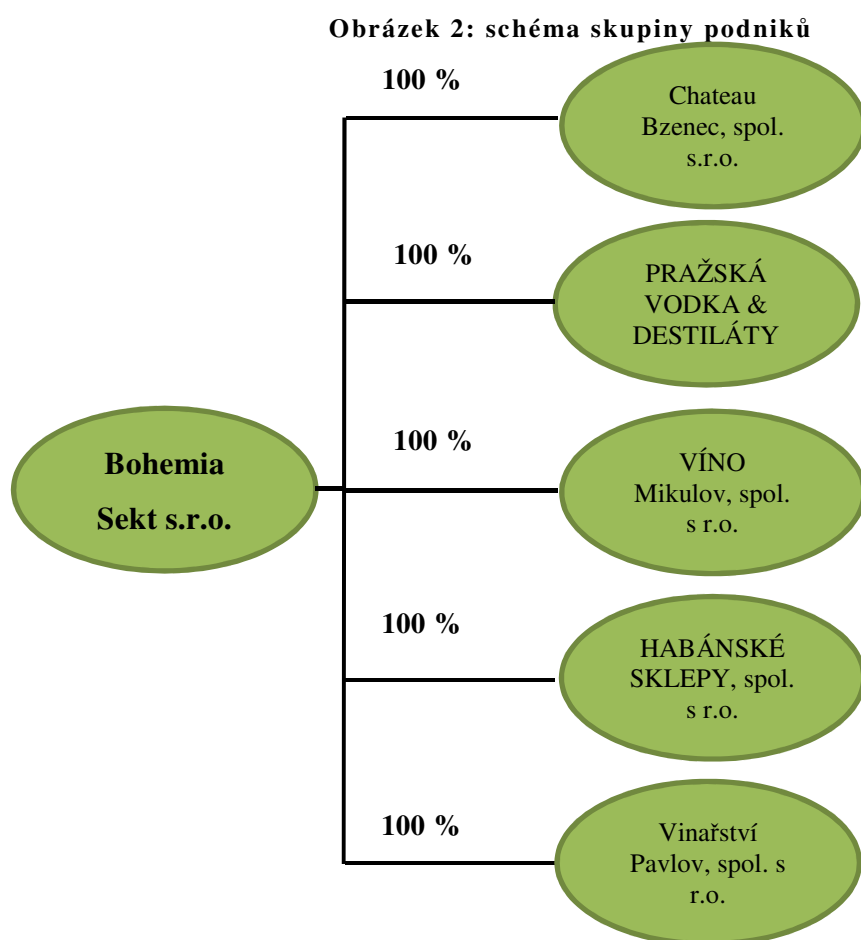 Obrázek 2: schéma skupiny podniků
100 %
Chateau
Bzenec, spol.
s.r.o.
100 %
PRAŽSKÁ
VODKA &
DESTILÁTY
100 %
VÍNO
Mikulov, spol.
s r.o.
Bohemia
Sekt s.r.o.
100 %
HABÁNSKÉ
SKLEPY, spol.
s r.o.
100 %
Vinařství
Pavlov, spol. s
r.o.